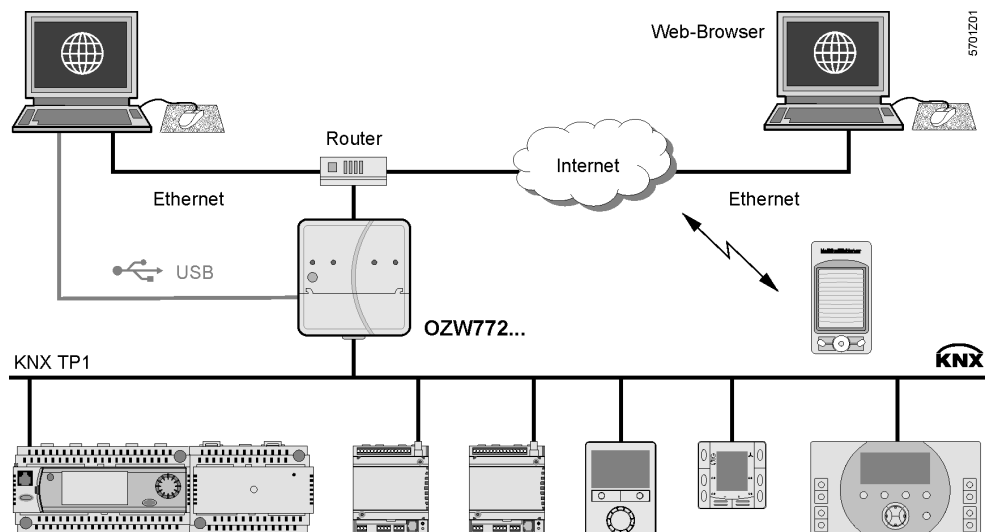 Web-Browser
5701Z01
Router
Internet
Ethernet
Ethernet
USB
OZW772...
KNX TP1
KNX